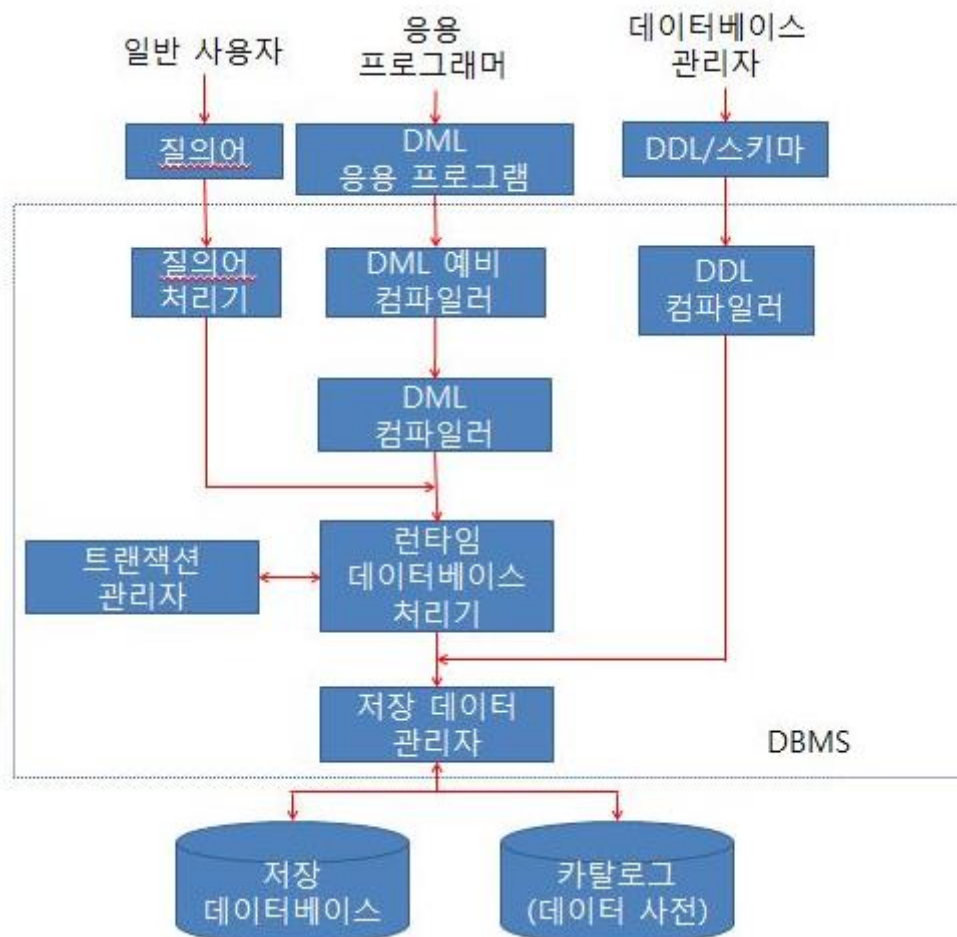 일반 사용자
응용
프로그래머
데이터베이스
관리자
질의어
DML
응용 프로그램
DDL/스키마
질의어
처리기
DML 예비
컴파일러
DDL
컴파일러
DML
컴파일러
트랜잭션
관리자
런타임
데이터베이스
처리기
저장 데이터
관리자
DBMS
저장
데이터베이스
카탈로그
(데이터 사전)